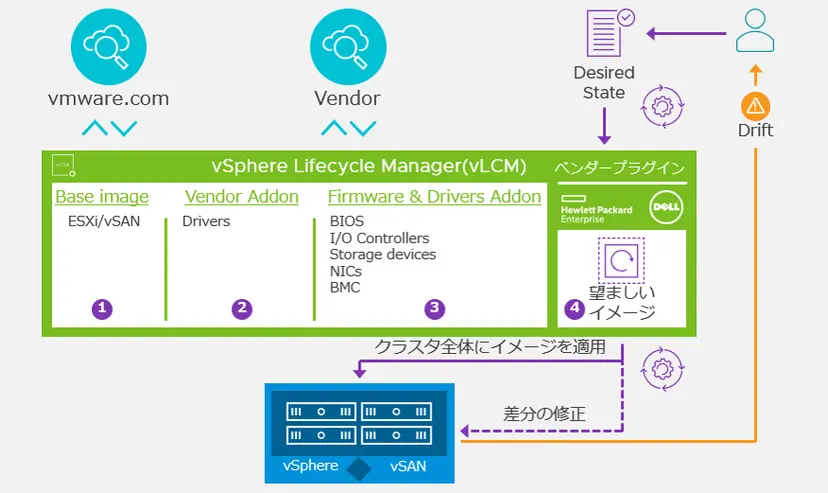 vmware.com
Vendor
Desired
State
Drift
vSphere Lifecycle Manager(vLCM)
ベンダープラグイン
Base image
ESXi/vSAN
1
Vendor Addon
Drivers
2
Firmware & Drivers Addon
BIOS
I/O Controllers
Storage devices
NICs
BMC
3
Hewlett Packard
Enterprise
DELL
4
望ましい
イメージ
クラスタ全体にイメージを適用
差分の修正
vSphere
vSAN